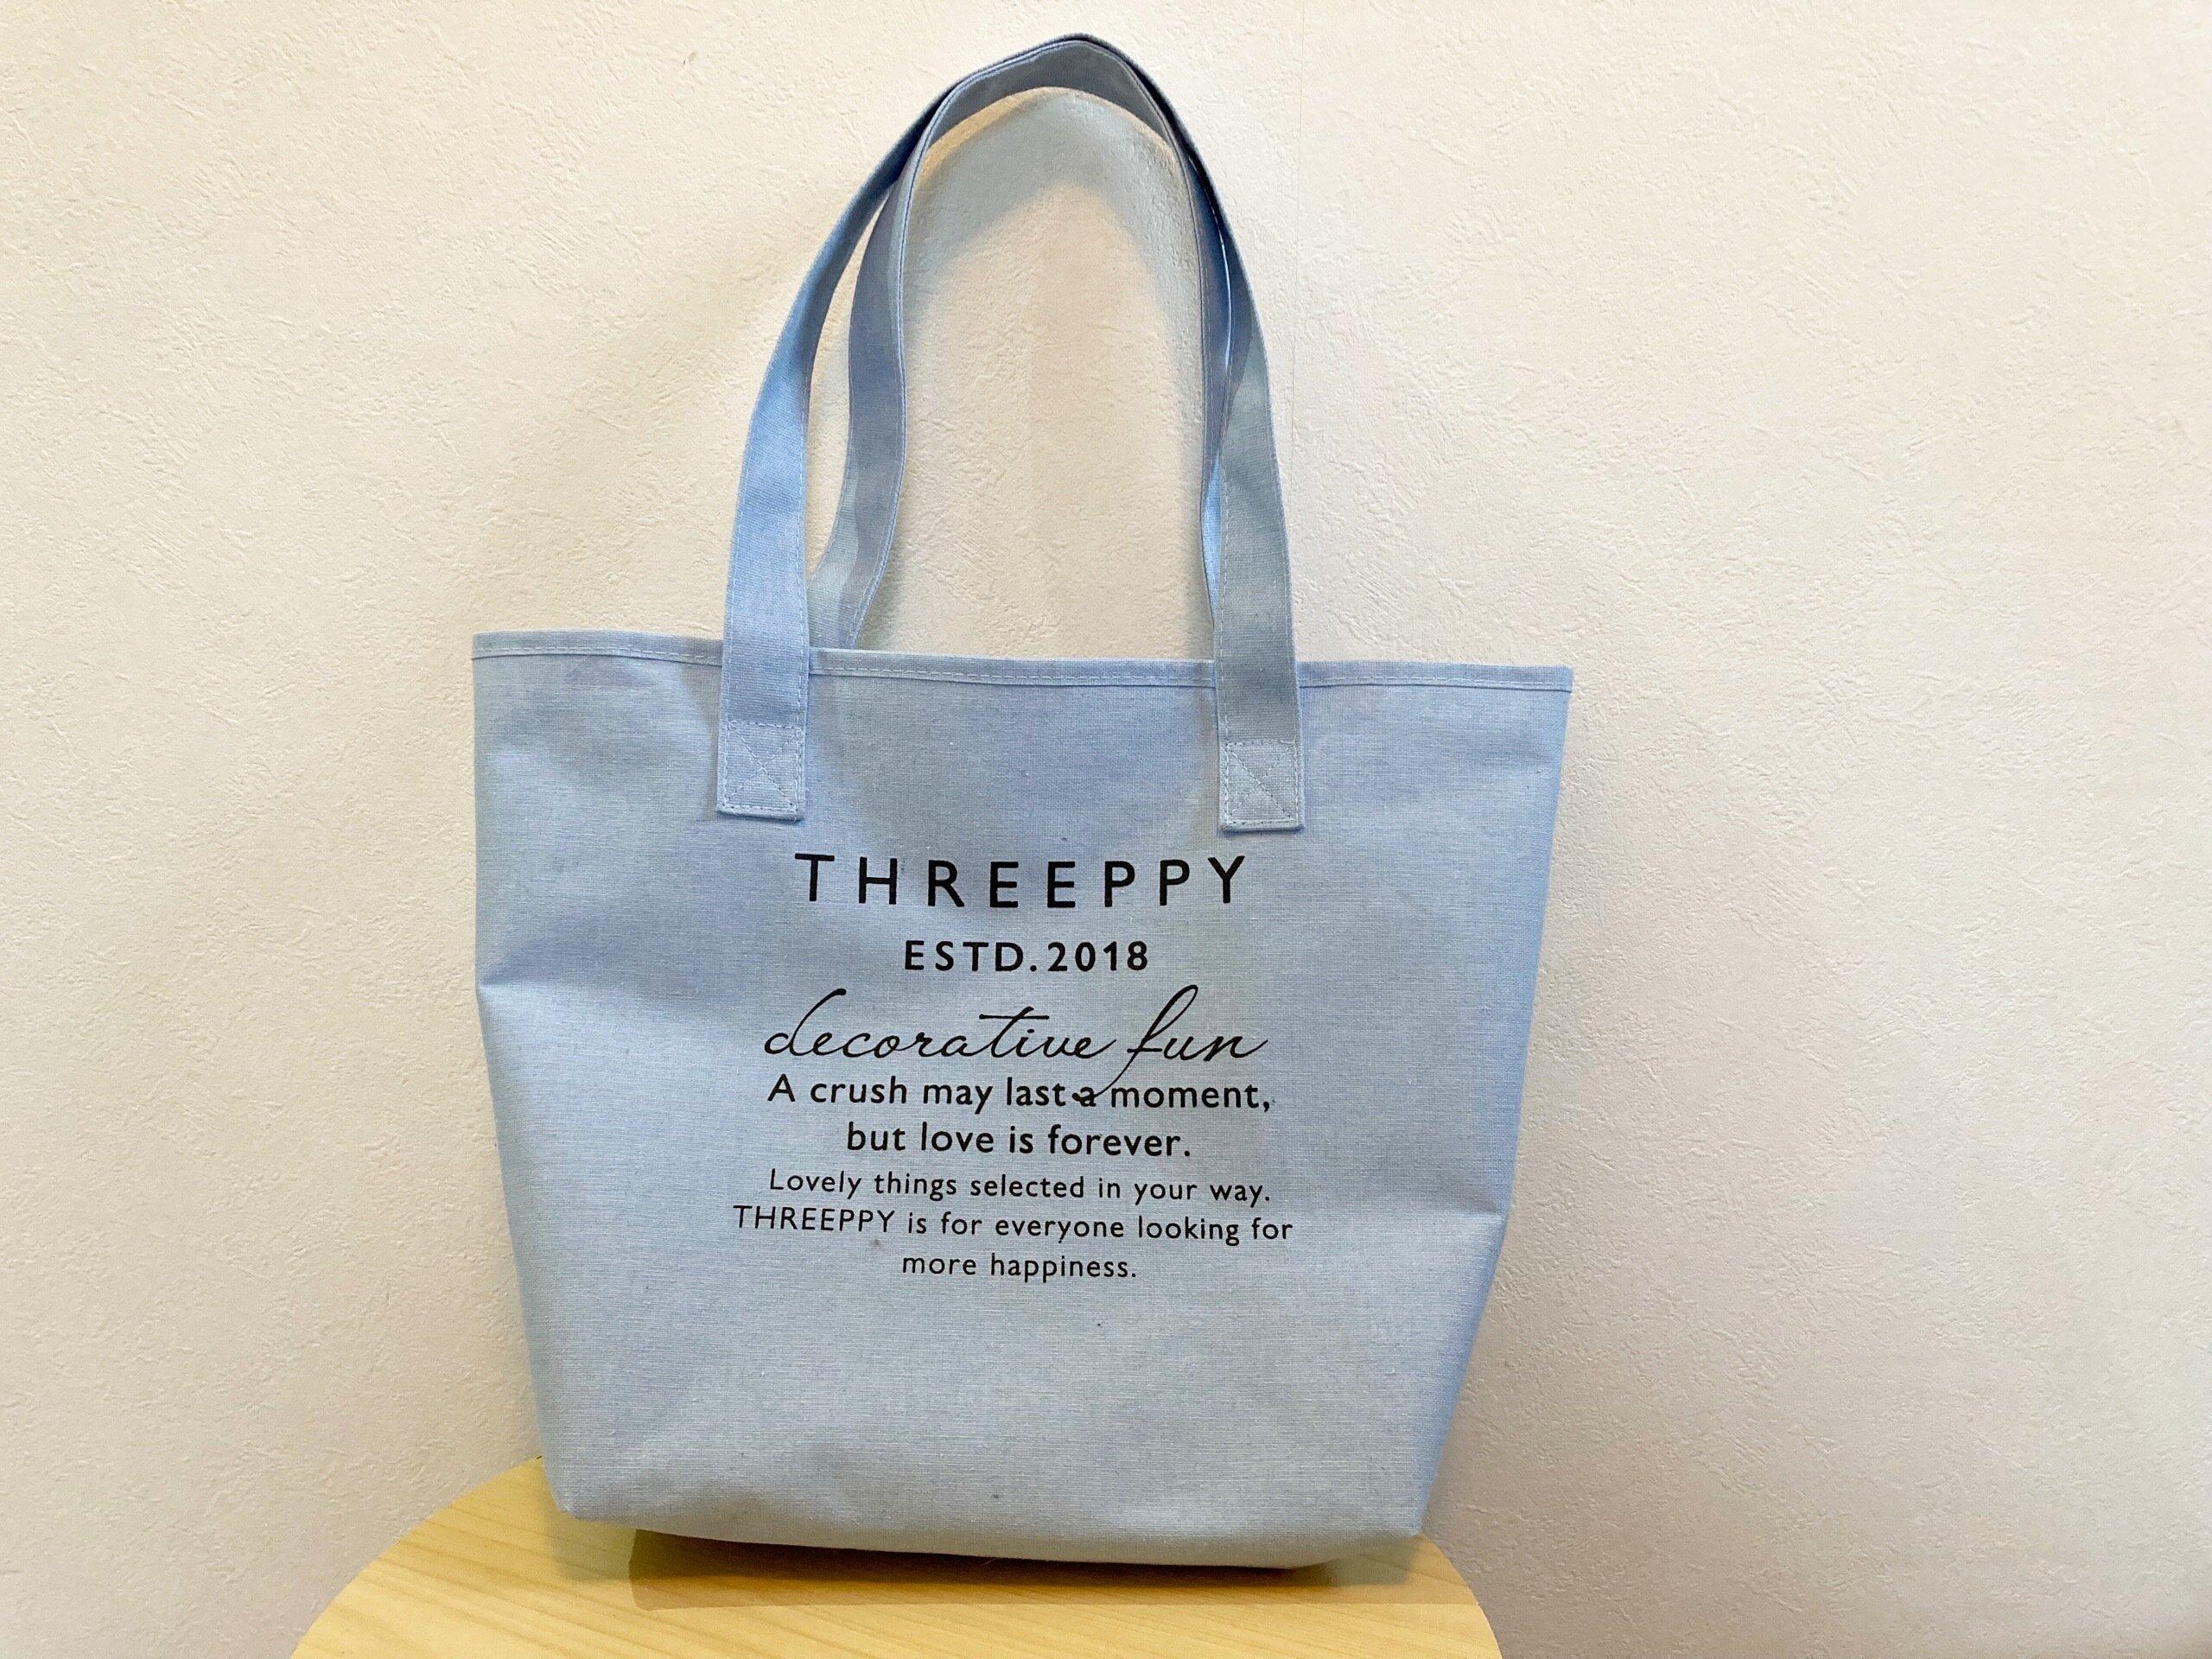 THREEPPY
ESTD.2018
decorative fun
A crush may last a moment,
but love is forever.
Lovely things selected in your way.
THREEPPY is for everyone looking for
more happiness.